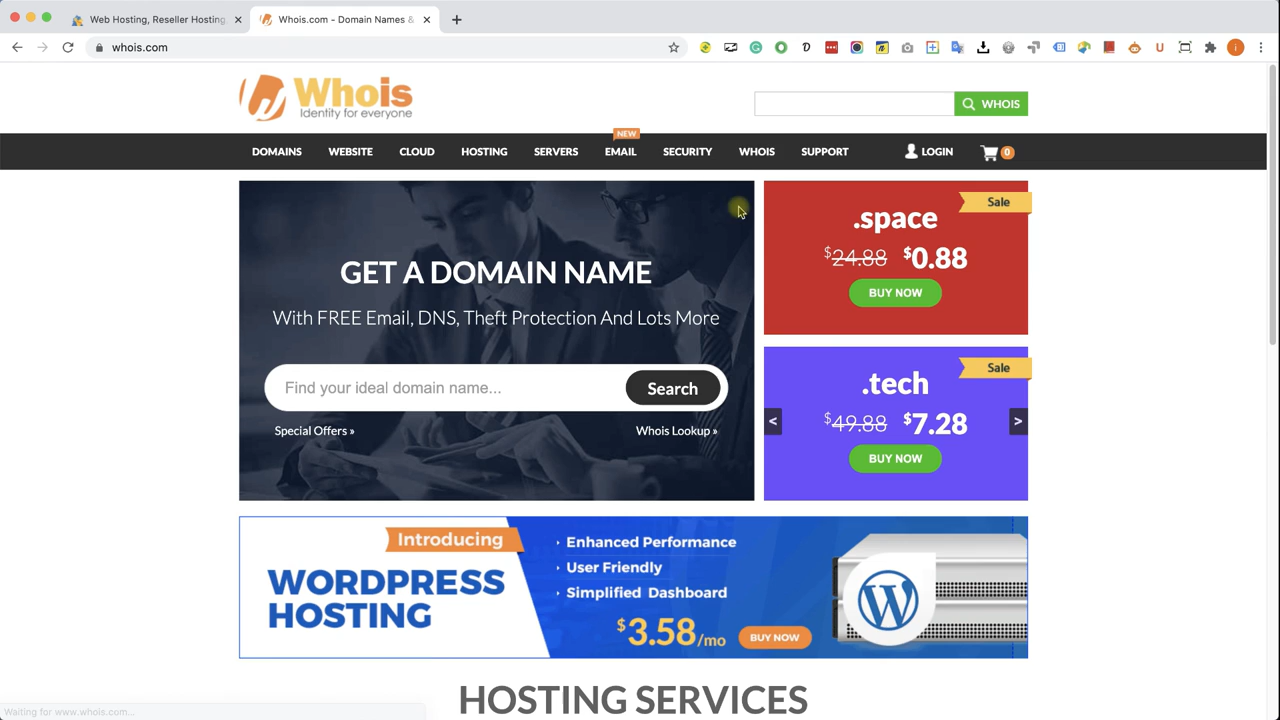 Web Hosting, Reseller Hosting
Whois.com - Domain Names &
whois.com
Whois
Identity for everyone
WHOIS
NEW
DOMAINS WEBSITE CLOUD HOSTING SERVERS EMAIL SECURITY WHOIS SUPPORT LOGIN 0
Sale
.space
$24.88 $0.88
BUY NOW
GET A DOMAIN NAME
With FREE Email, DNS, Theft Protection And Lots More
Find your ideal domain name... Search
Special Offers » Whois Lookup »
Sale
.tech
$49.88 $7.28
< >
BUY NOW
Introducing
WORDPRESS
HOSTING
Enhanced Performance
User Friendly
Simplified Dashboard
$3.58/mo
BUY NOW
HOSTING SERVICES
Waiting for www.whois.com...